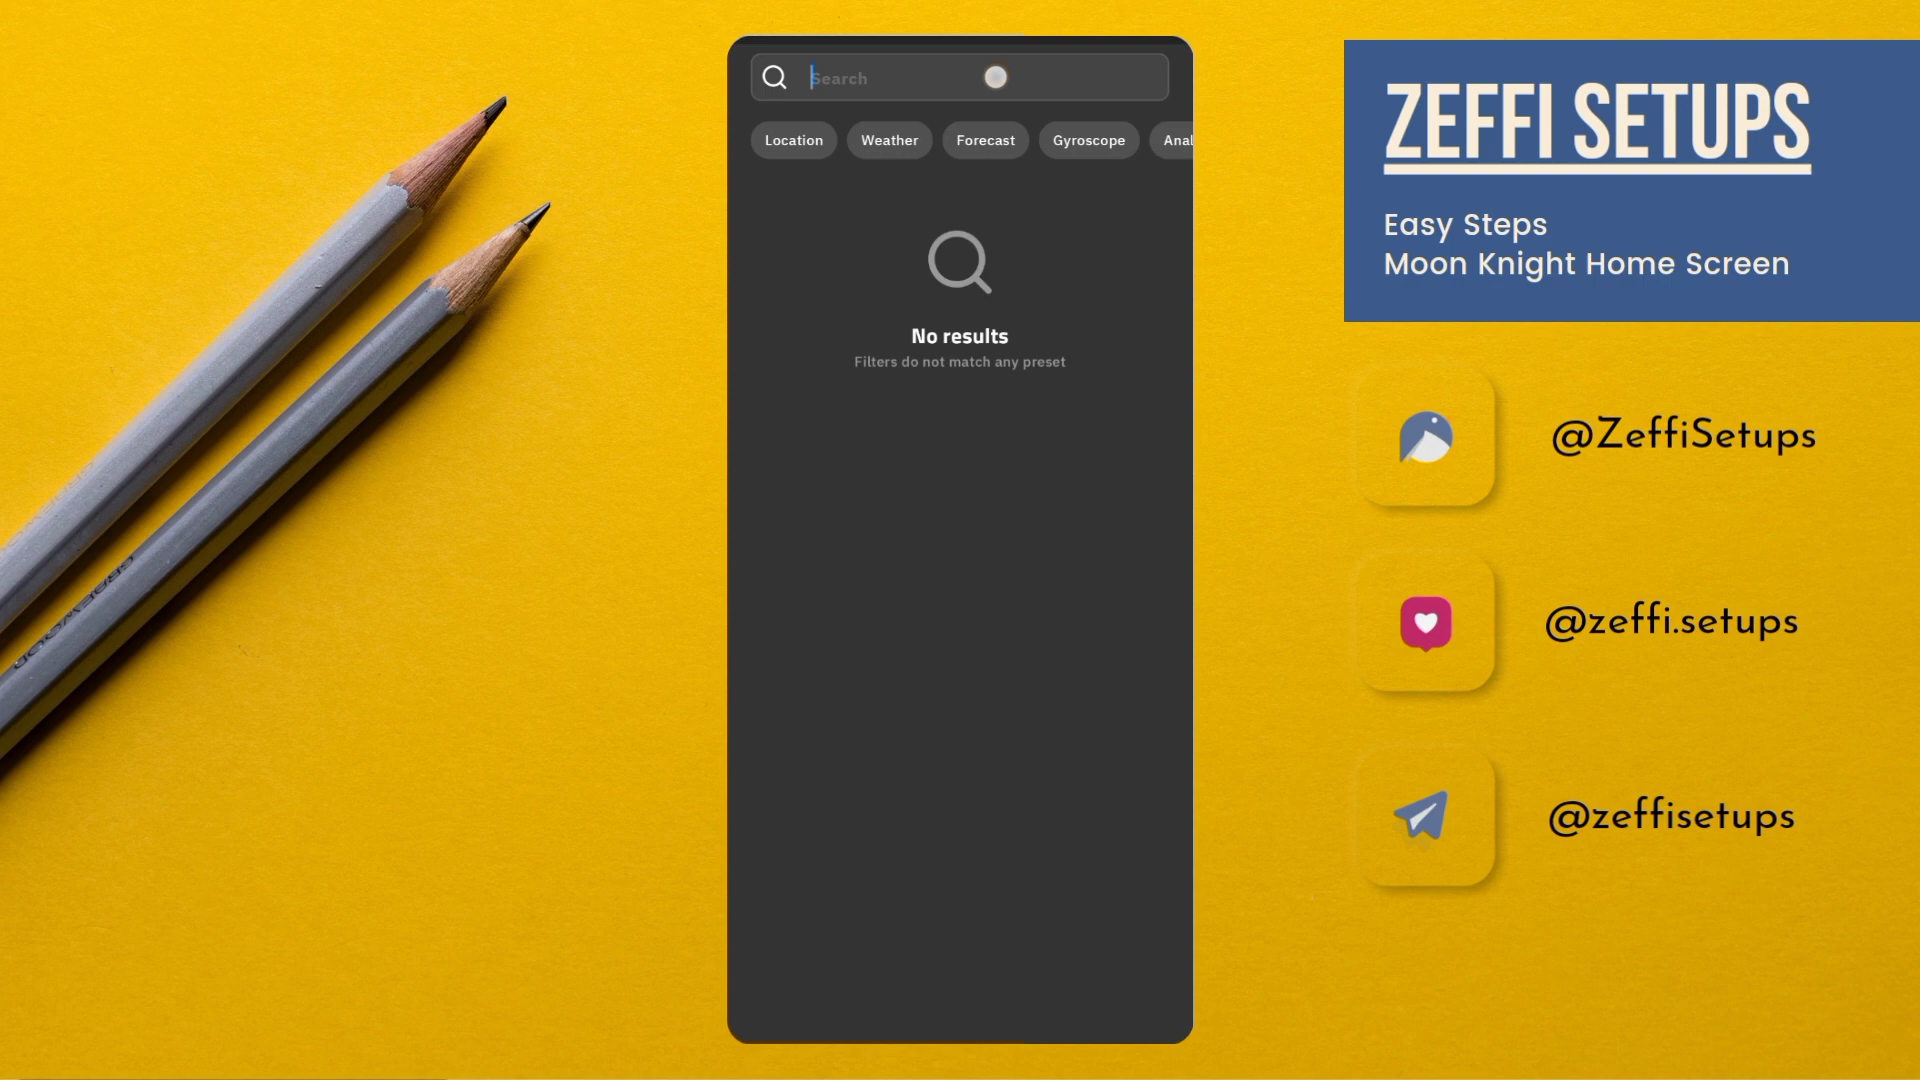 Search
Location
Weather
Forecast
Gyroscope
Anal
No results
Filters do not match any preset
ZEFFI SETUPS
Easy Steps
Moon Knight Home Screen
@ZeffiSetups
@zeffi.setups
@zeffisetups